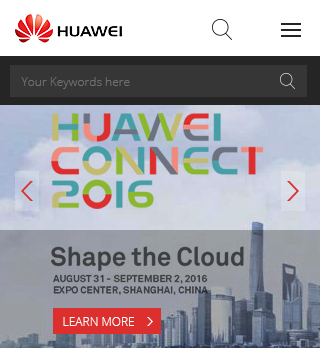 HUAWEI
Your Keywords here
HUAWEI
CONNECT
2016
Shape the Cloud
AUGUST 31 - SEPTEMBER 2, 2016
EXPO CENTER, SHANGHAI, CHINA
LEARN MORE